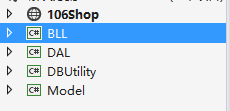 106Shop
C# BLL
C# DAL
C# DBUtility
C# Model